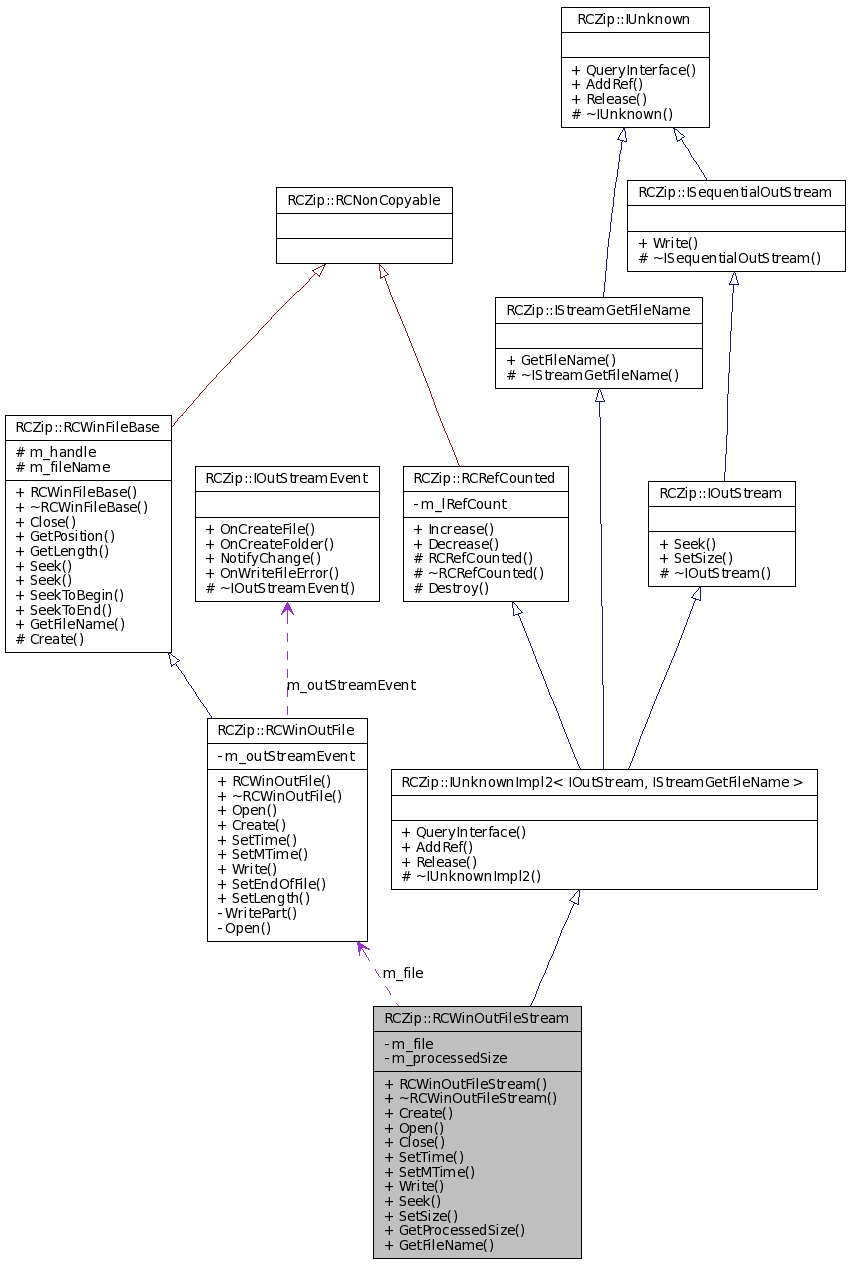 RCZip::IUnknown
+ QueryInterface()
+ AddRef()
+ Release()
# ~IUnknown()
RCZip::RCNonCopyable
RCZip::ISequentialOutStream
+ Write()
# ~ISequentialOutStream()
RCZip::IStreamGetFileName
+ GetFileName()
# ~IStreamGetFileName()
RCZip::RCWinFileBase
# m_handle
# m_fileName
+ RCWinFileBase()
+ ~RCWinFileBase()
+ Close()
+ GetPosition()
+ GetLength()
+ Seek()
+ Seek()
+ SeekToBegin()
+ SeekToEnd()
+ GetFileName()
# Create()
RCZip::IOutStreamEvent
+ OnCreateFile()
+ OnCreateFolder()
+ NotifyChange()
+ OnWriteFileError()
# ~IOutStreamEvent()
RCZip::RCRefCounted
- m_lRefCount
+ Increase()
+ Decrease()
# RCRefCounted()
# ~RCRefCounted()
# Destroy()
RCZip::IOutStream
+ Seek()
+ SetSize()
# ~IOutStream()
m_outStreamEvent
RCZip::RCWinOutFile
- m_outStreamEvent
+ RCWinOutFile()
+ ~RCWinOutFile()
+ Open()
+ Create()
+ SetTime()
+ SetMTime()
+ Write()
+ SetEndOfFile()
+ SetLength()
- WritePart()
- Open()
RCZip::IUnknownImpl2< IOutStream, IStreamGetFileName >
+ QueryInterface()
+ AddRef()
+ Release()
# ~IUnknownImpl2()
m_file
RCZip::RCWinOutFileStream
- m_file
- m_processedSize
+ RCWinOutFileStream()
+ ~RCWinOutFileStream()
+ Create()
+ Open()
+ Close()
+ SetTime()
+ SetMTime()
+ Write()
+ Seek()
+ SetSize()
+ GetProcessedSize()
+ GetFileName()